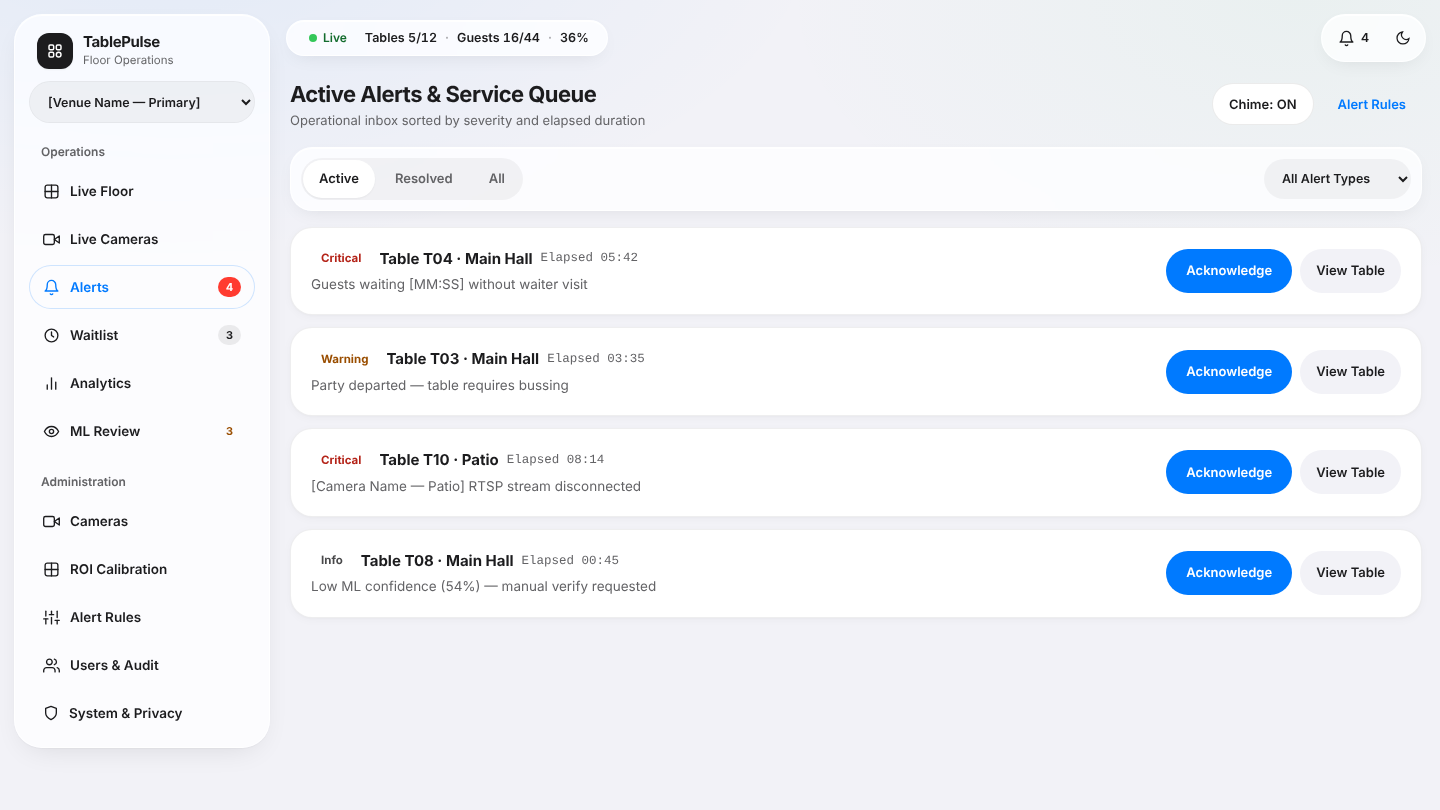 TablePulse
Floor Operations
[Venue Name — Primary]
Operations
Live Floor
Live Cameras
Alerts 4
Waitlist 3
Analytics
ML Review 3
Administration
Cameras
ROI Calibration
Alert Rules
Users & Audit
System & Privacy
Live Tables 5/12 · Guests 16/44 · 36%
4
Active Alerts & Service Queue
Operational inbox sorted by severity and elapsed duration
Chime: ON Alert Rules
Active Resolved All All Alert Types
Critical Table T04 · Main Hall Elapsed 05:42
Guests waiting [MM:SS] without waiter visit
Acknowledge View Table
Warning Table T03 · Main Hall Elapsed 03:35
Party departed — table requires bussing
Acknowledge View Table
Critical Table T10 · Patio Elapsed 08:14
[Camera Name — Patio] RTSP stream disconnected
Acknowledge View Table
Info Table T08 · Main Hall Elapsed 00:45
Low ML confidence (54%) — manual verify requested
Acknowledge View Table